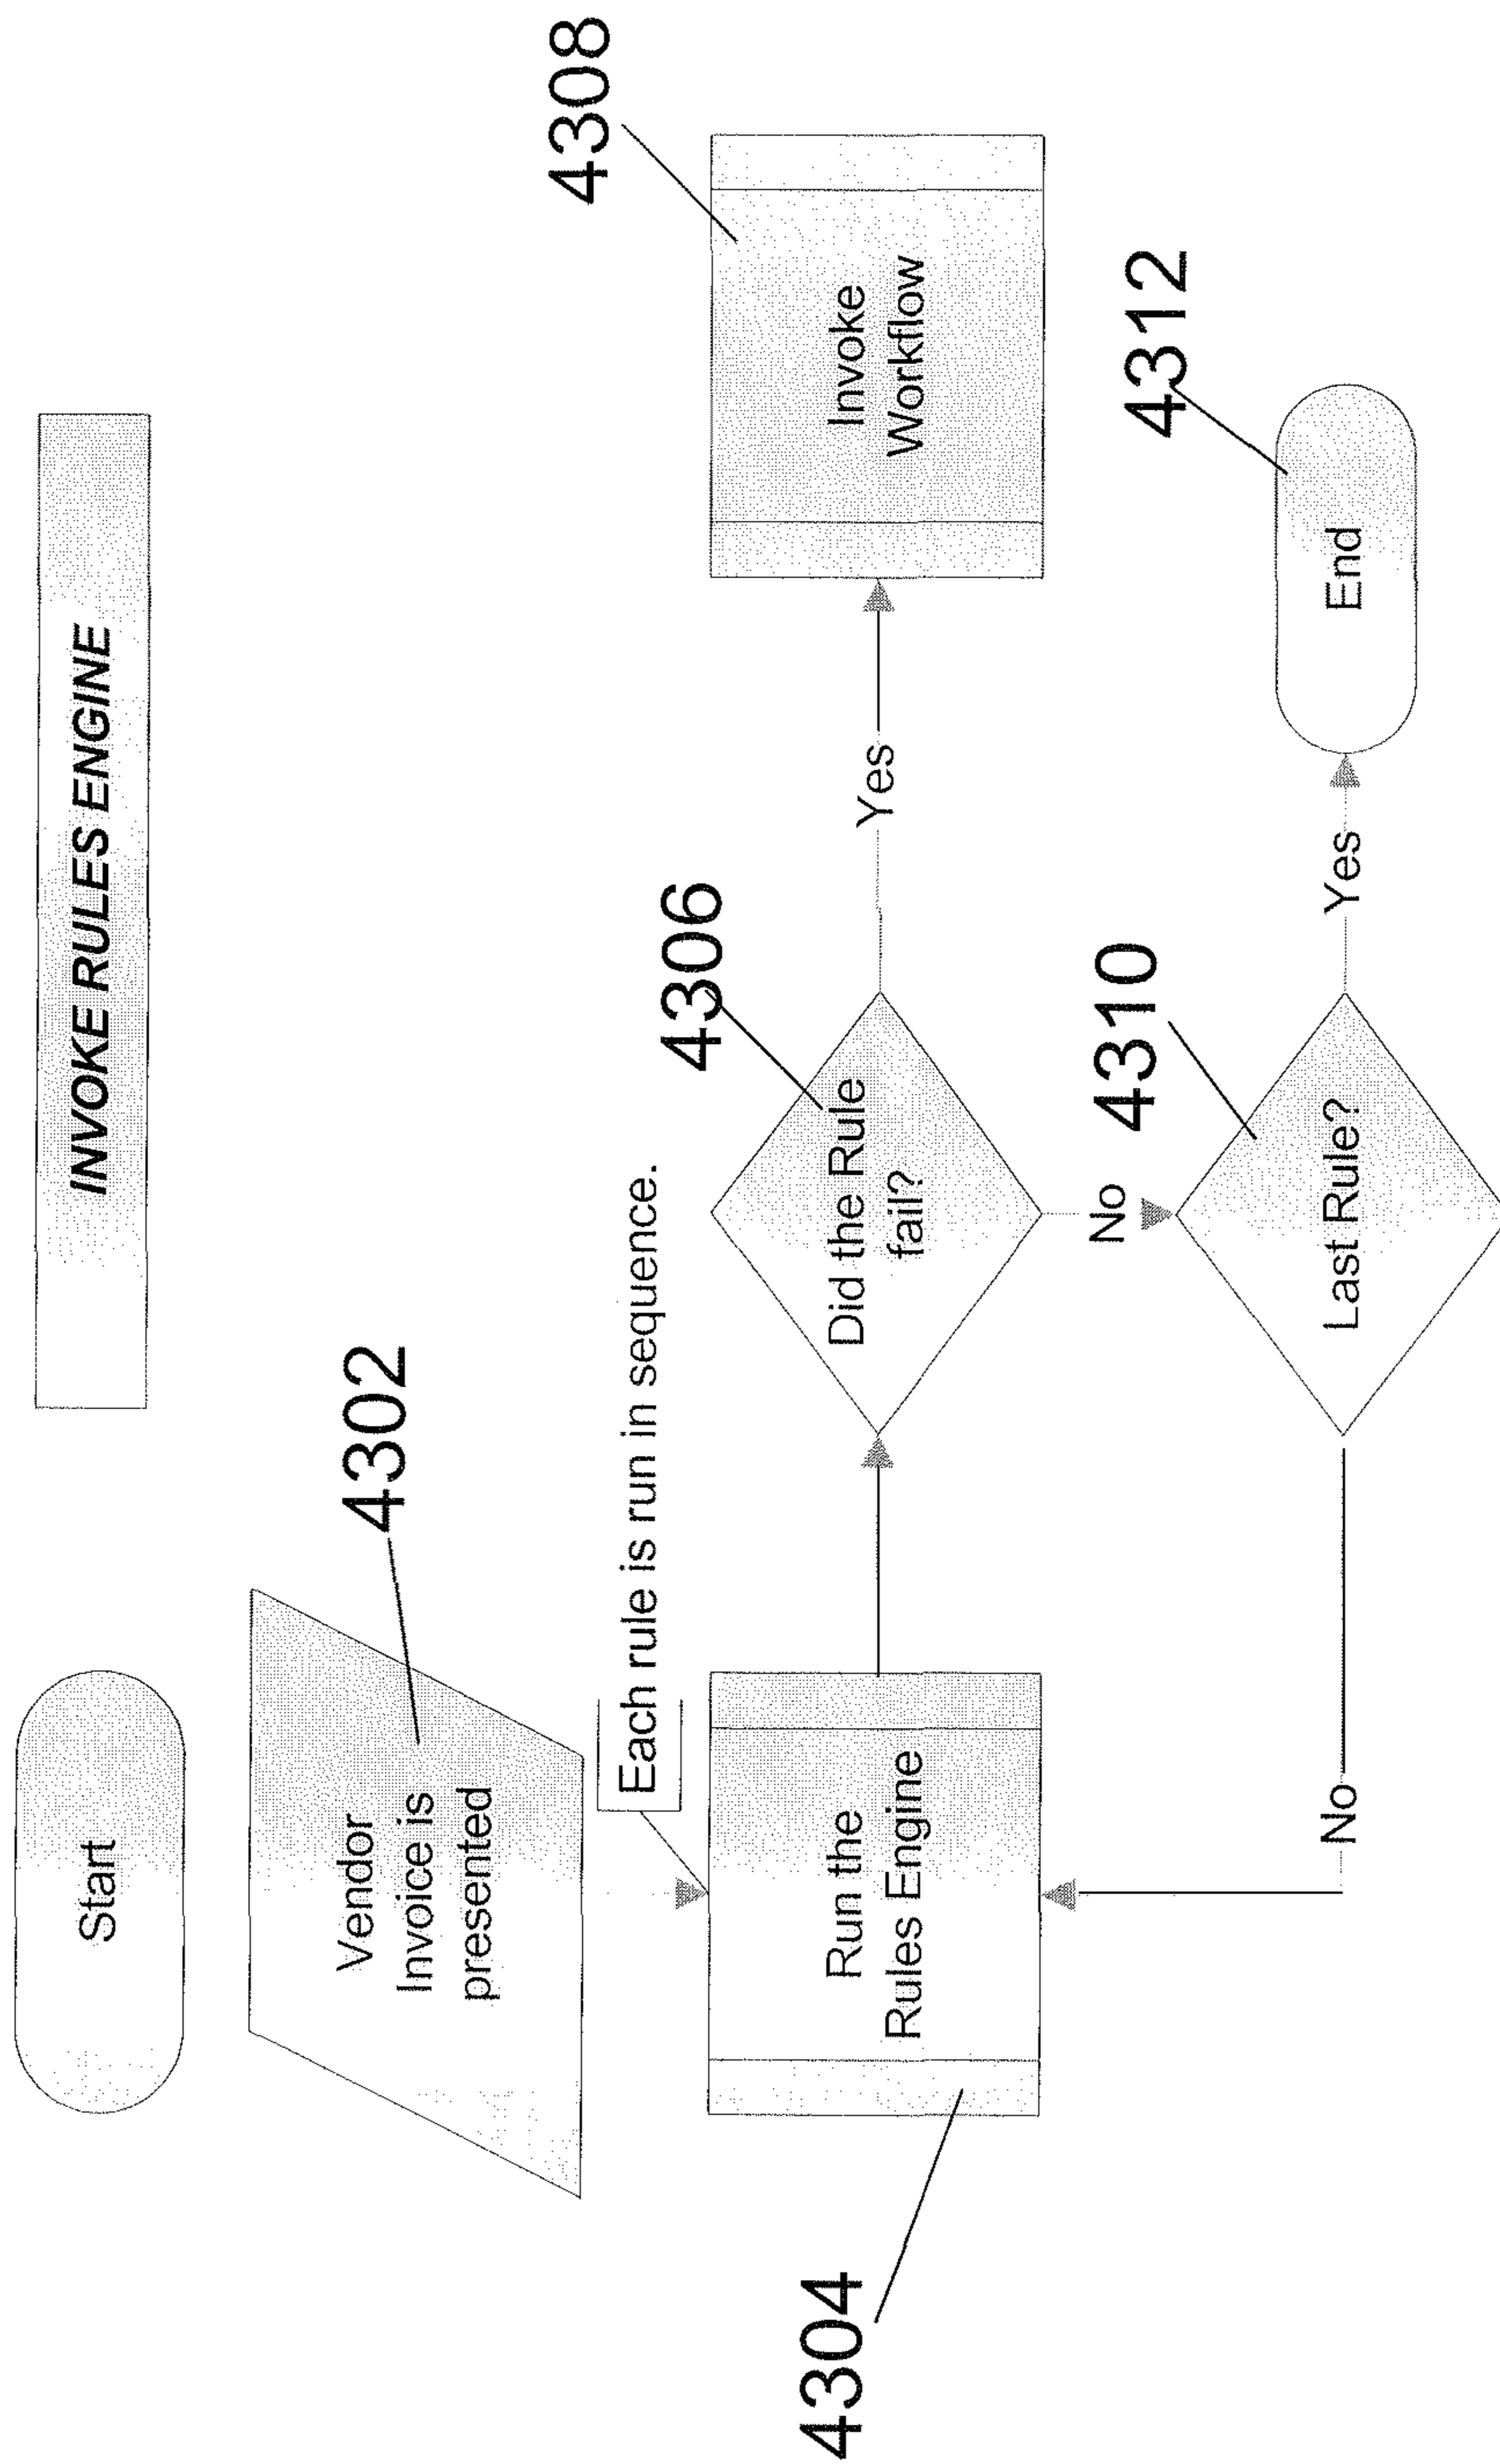 INVOKE RULES ENGINE
Start
4302
Vendor
Invoice is
presented
Each rule is run in sequence.
4304
Run the
Rules Engine
4306
Did the Rule
fail?
Yes
4308
Invoke
Workflow
No
4310
Last Rule?
Yes
4312
End
No